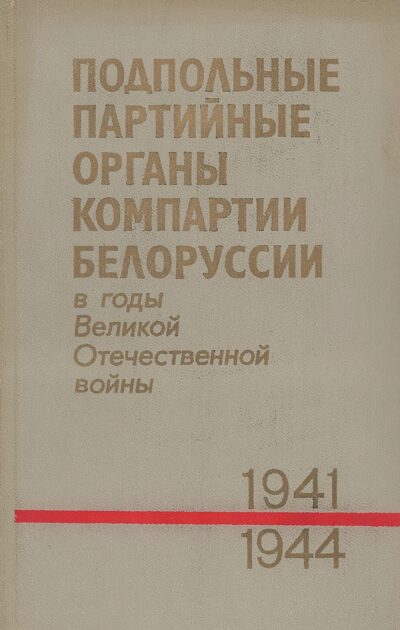 ПОДПОЛЬНЫЕ
ПАРТИЙНЫЕ
ОРГАНЫ
КОМПАРТИИ
БЕЛОРУССИИ
в годы
Великой
Отечественной
войны
1941
1944